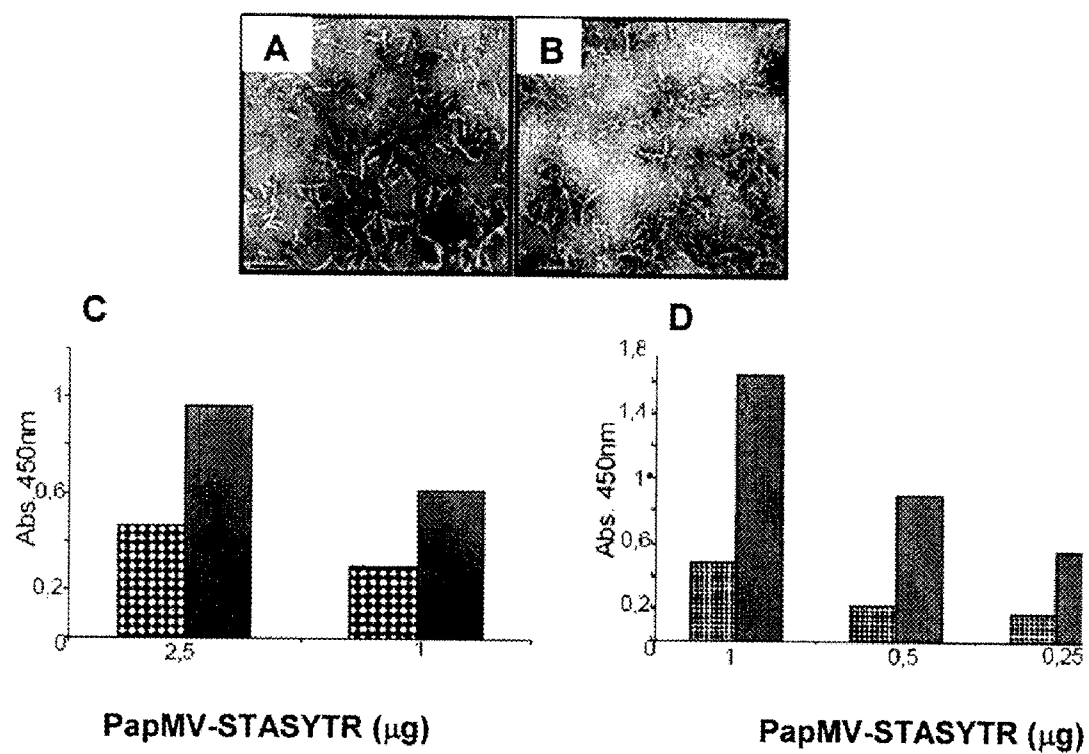 A
B
C
D
Abs. 450nm
1
0,6
0,2
0
2,5
1
PapMV-STASYTR (μg)
Abs. 450nm
1,8
1,4
1
0,6
0,2
0
1
0,5
0,25
PapMV-STASYTR (μg)